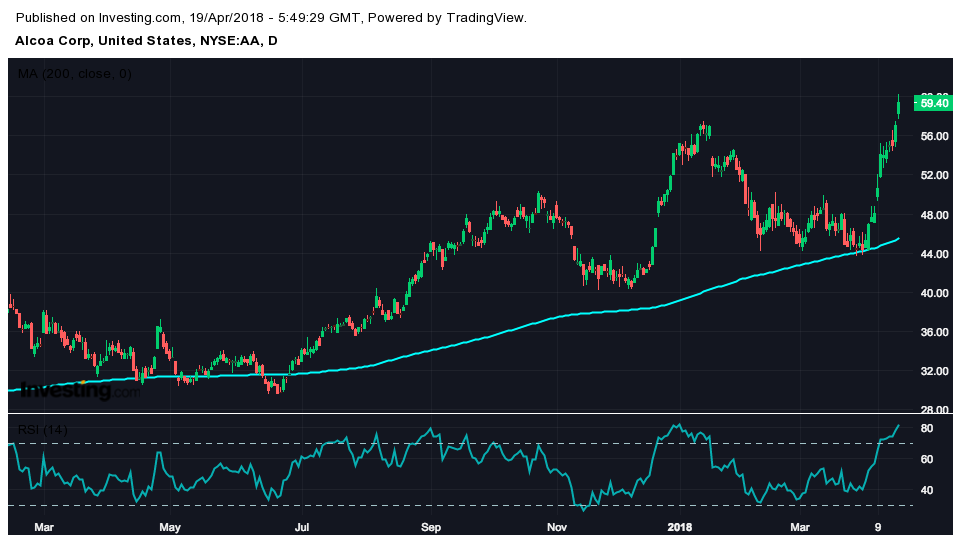 Published on Investing.com, 19/Apr/2018 - 5:49:29 GMT, Powered by TradingView.
Alcoa Corp, United States, NYSE:AA, D
MA (200, close, 0)
59.40
56.00
52.00
48.00
44.00
40.00
36.00
32.00
Investing.com
28.00
RSI (14)
80
60
40
Mar May Jul Sep Nov 2018 Mar 9